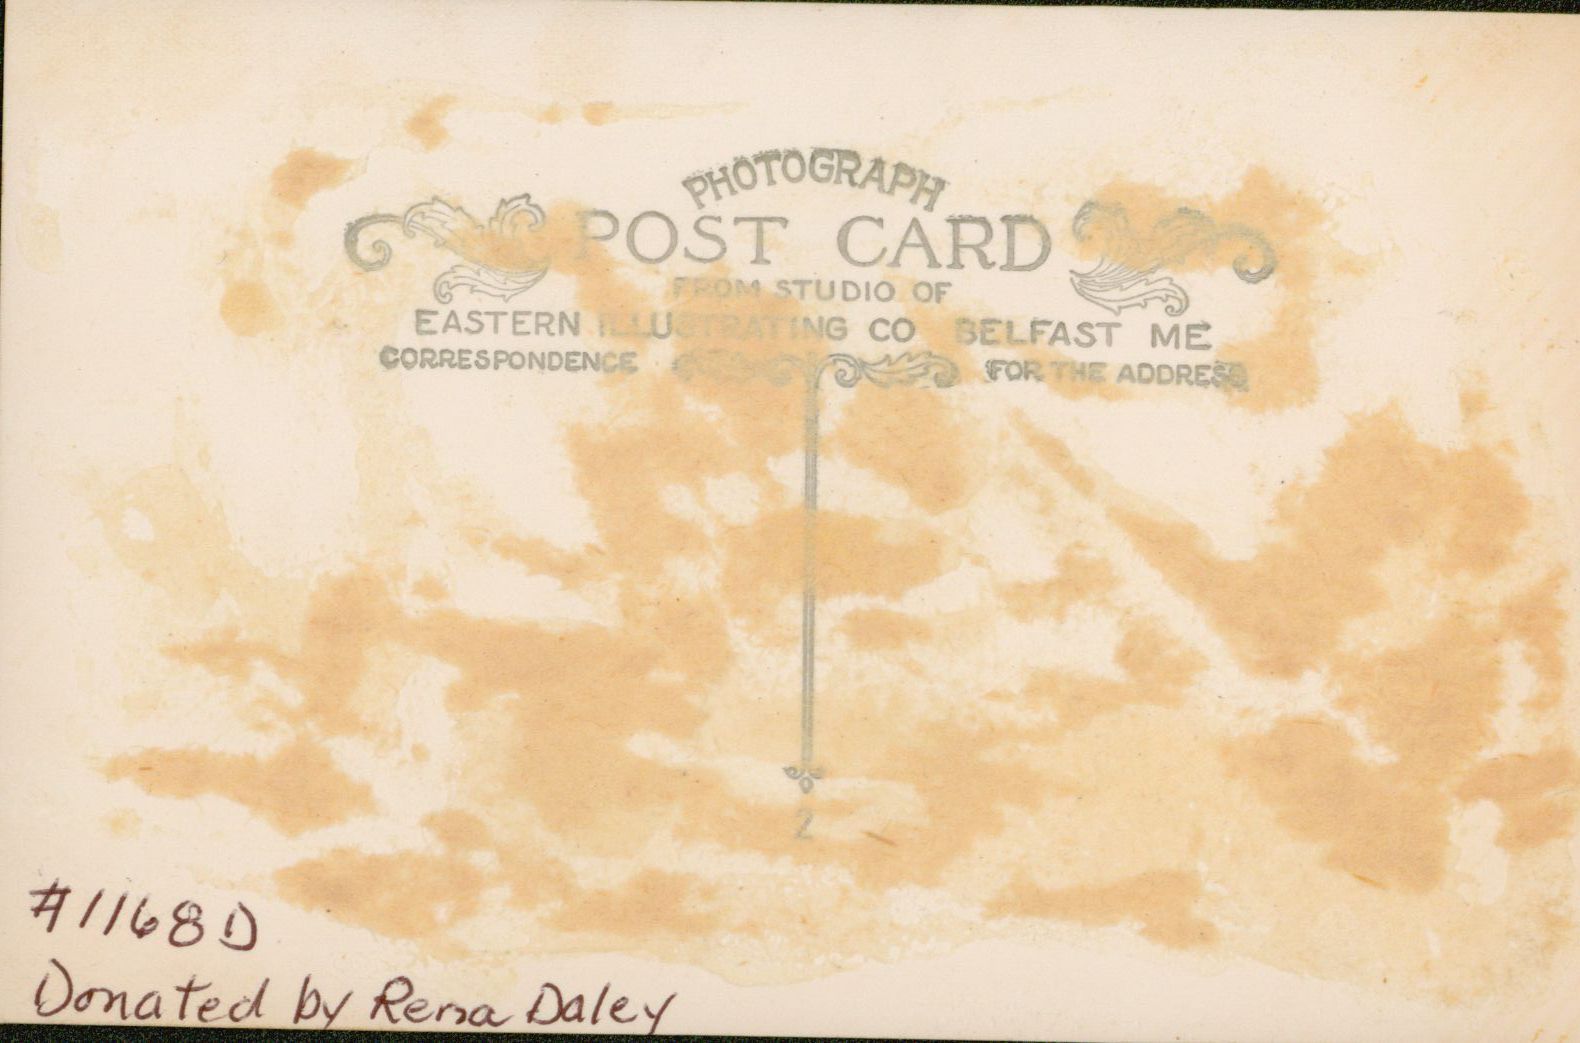 PHOTOGRAPH
POST CARD
FROM STUDIO OF
EASTERN ILLUSTRATING CO BELFAST ME
CORRESPONDENCE FOR THE ADDRESS
2
#1168D
Donated by Rena Daley